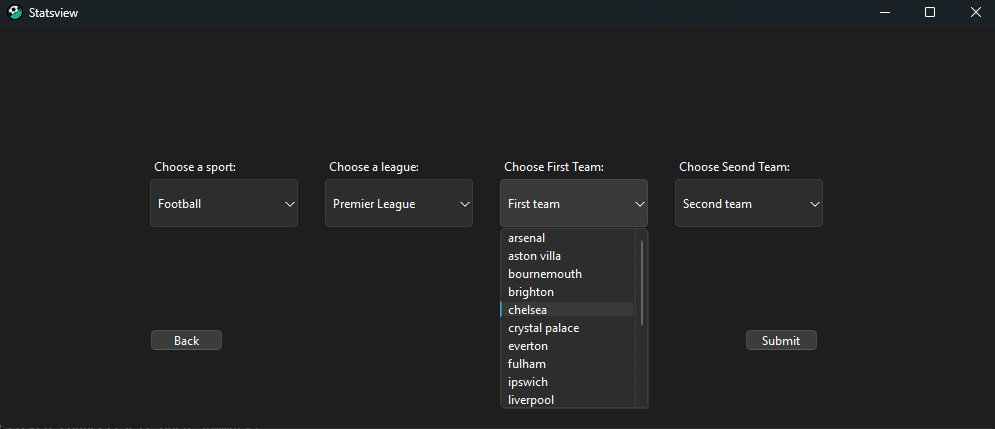 Statsview
Choose a sport: Choose a league: Choose First Team: Choose Seond Team:
Football Premier League First team Second team
arsenal
aston villa
bournemouth
brighton
chelsea
crystal palace
everton
fulham
ipswich
liverpool
Back Submit